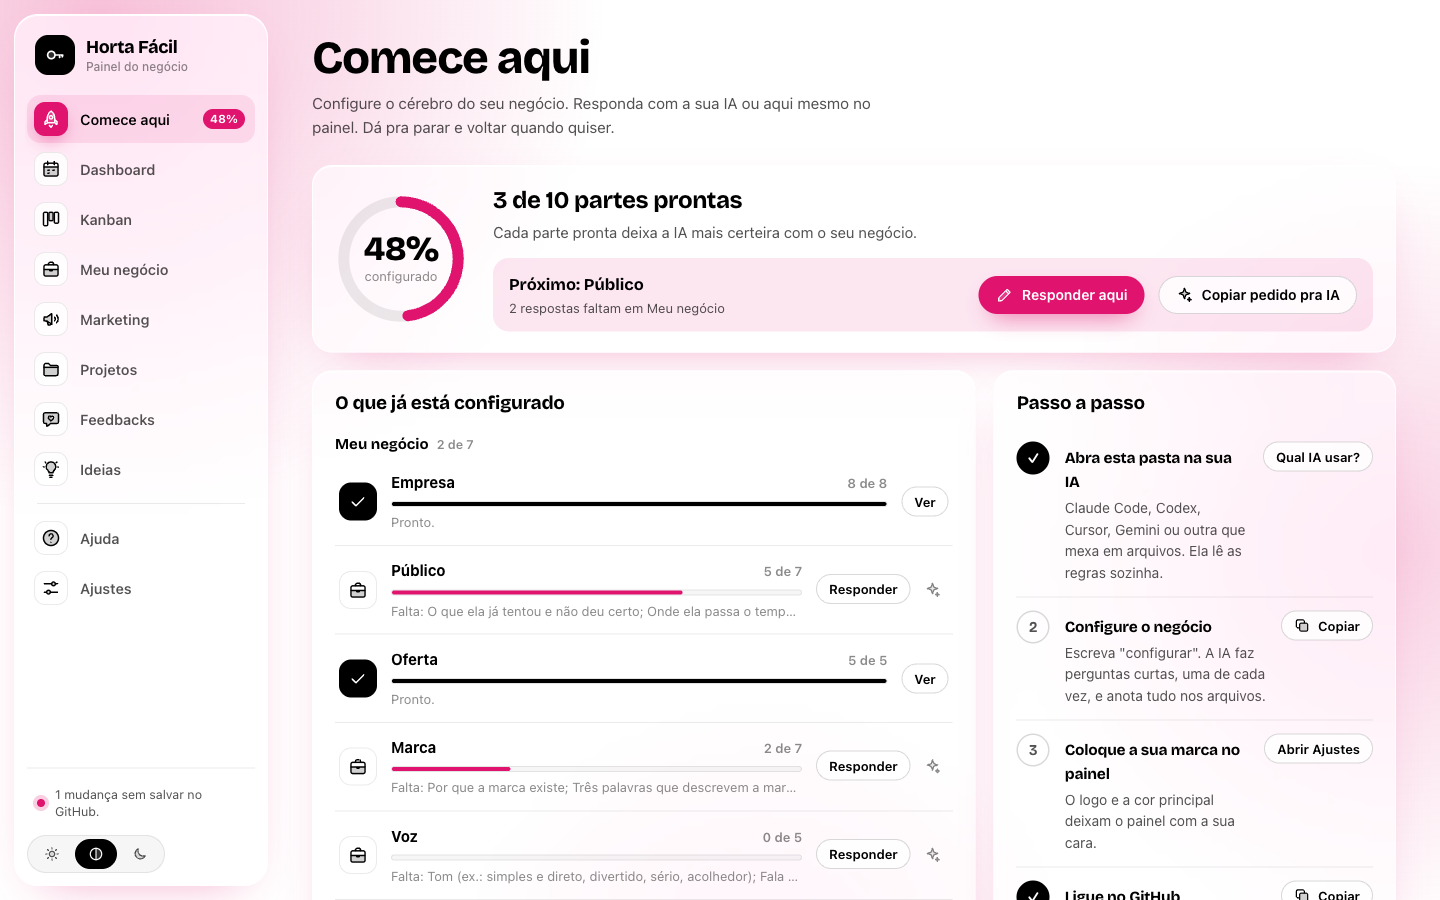 Horta Fácil
Painel do negócio
Comece aqui
48%
Dashboard
Kanban
Meu negócio
Marketing
Projetos
Feedbacks
Ideias
Ajuda
Ajustes
1 mudança sem salvar no
GitHub.
Comece aqui
Configure o cérebro do seu negócio. Responda com a sua IA ou aqui mesmo no
painel. Dá pra parar e voltar quando quiser.
48%
configurado
3 de 10 partes prontas
Cada parte pronta deixa a IA mais certeira com o seu negócio.
Próximo: Público
2 respostas faltam em Meu negócio
Responder aqui
Copiar pedido pra IA
O que já está configurado
Meu negócio 2 de 7
Empresa
8 de 8
Pronto.
Ver
Público
5 de 7
Falta: O que ela já tentou e não deu certo; Onde ela passa o temp...
Responder
Oferta
5 de 5
Pronto.
Ver
Marca
2 de 7
Falta: Por que a marca existe; Três palavras que descrevem a mar...
Responder
Voz
0 de 5
Falta: Tom (ex.: simples e direto, divertido, sério, acolhedor); Fala ...
Responder
Passo a passo
Abra esta pasta na sua
IA
Qual IA usar?
Claude Code, Codex,
Cursor, Gemini ou outra que
mexa em arquivos. Ela lê as
regras sozinha.
2
Configure o negócio
Copiar
Escreva "configurar". A IA faz
perguntas curtas, uma de cada
vez, e anota tudo nos arquivos.
3
Coloque a sua marca no
painel
Abrir Ajustes
O logo e a cor principal
deixam o painel com a sua
cara.
Ligue no GitHub
Copiar